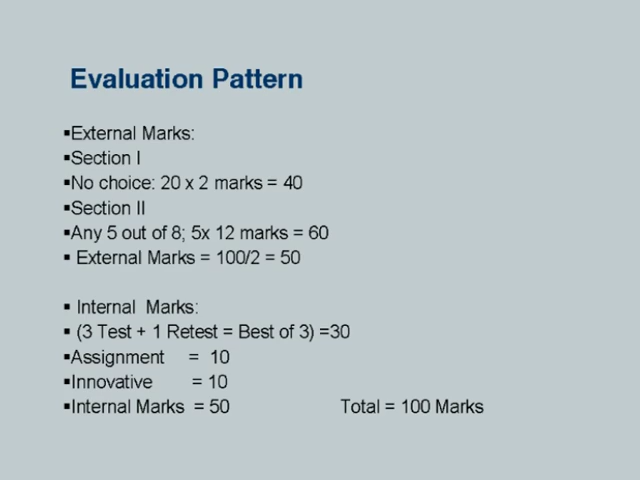 Evaluation Pattern
▪External Marks:
▪Section I
▪No choice: 20 x 2 marks = 40
▪Section II
▪Any 5 out of 8; 5x 12 marks = 60
▪ External Marks = 100/2 = 50
▪ Internal Marks:
▪ (3 Test + 1 Retest = Best of 3) =30
▪Assignment = 10
▪Innovative = 10
▪Internal Marks = 50 Total = 100 Marks